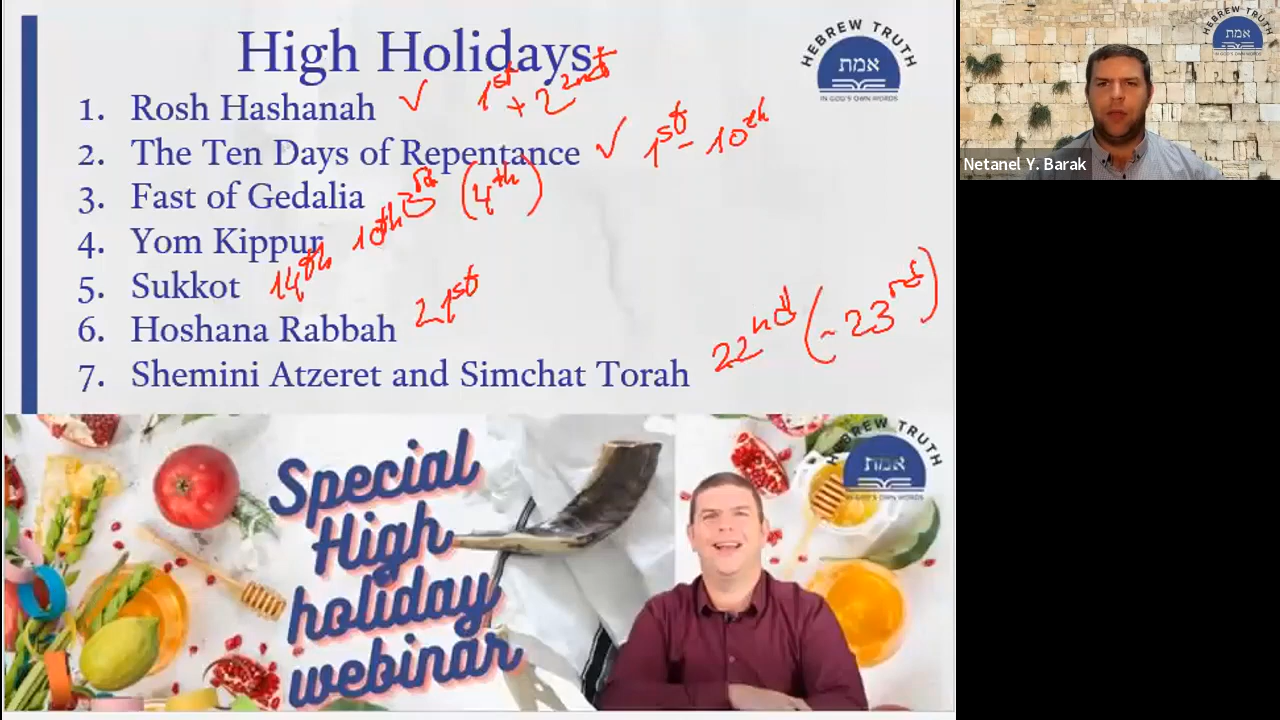 High Holidays
1. Rosh Hashanah ✓ 1st + 2nd
2. The Ten Days of Repentance ✓ 1st - 10th
3. Fast of Gedalia 3rd (4th)
4. Yom Kippur 10th
5. Sukkot 14th
6. Hoshana Rabbah 21st
7. Shemini Atzeret and Simchat Torah 22nd (- 23rd)
HEBREW TRUTH
אמת
IN GOD'S OWN WORDS
HEBREW TRUTH
אמת
Netanel Y. Barak
Special
High
holiday
webinar
HEBREW TRUTH
אמת
IN GOD'S OWN WORDS